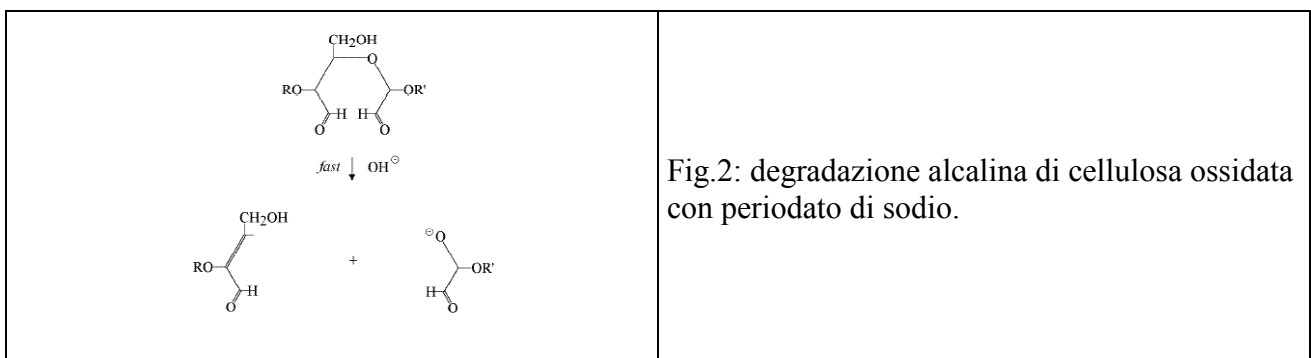 CH₂OH
O
RO OR'
H H
O O
fast OH⊖
CH₂OH ⊖O
RO + OR'
H H
O O
Fig.2: degradazione alcalina di cellulosa ossidata
con periodato di sodio.